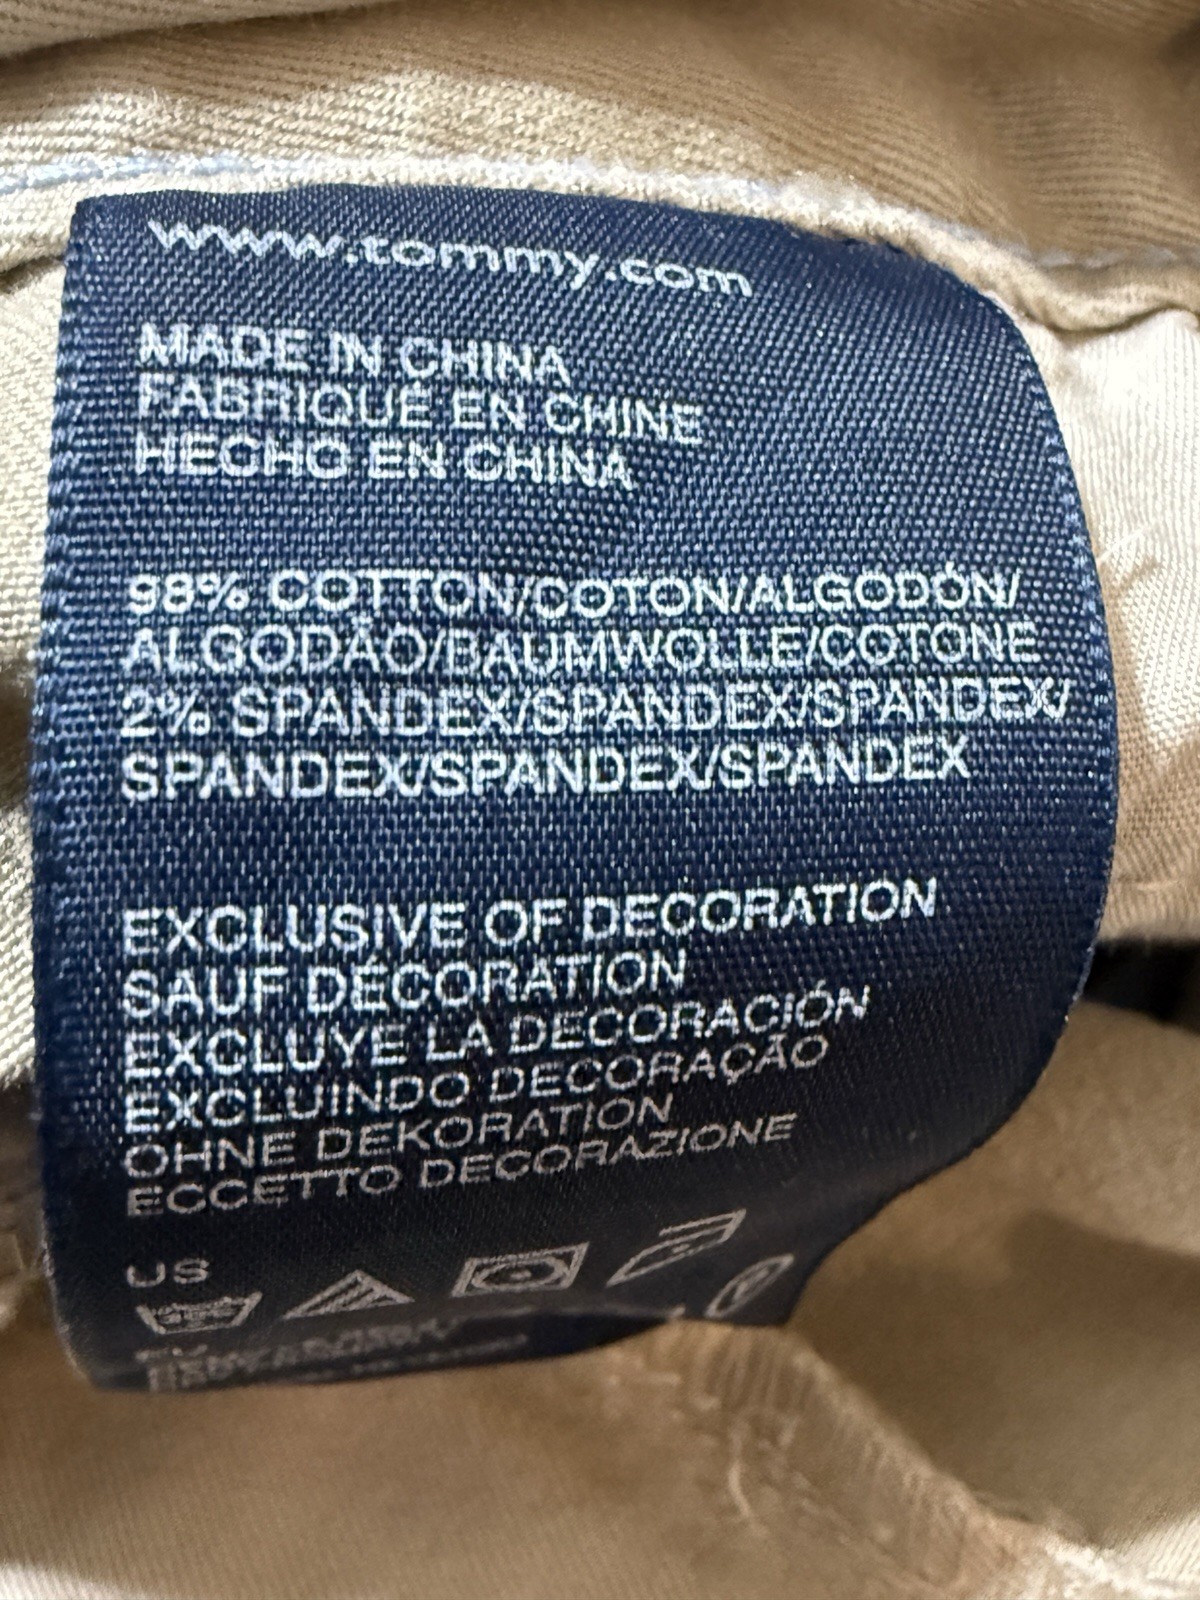 www.tommy.com
MADE IN CHINA
FABRIQUÉ EN CHINE
HECHO EN CHINA
98% COTTON/COTON/ALGODÓN/
ALGODÃO/BAUMWOLLE/COTONE
2% SPANDEX/SPANDEX/SPANDEX/
SPANDEX/SPANDEX/SPANDEX
EXCLUSIVE OF DECORATION
SAUF DÉCORATION
EXCLUYE LA DECORACIÓN
EXCLUINDO DECORAÇÃO
OHNE DEKORATION
ECCETTO DECORAZIONE
US